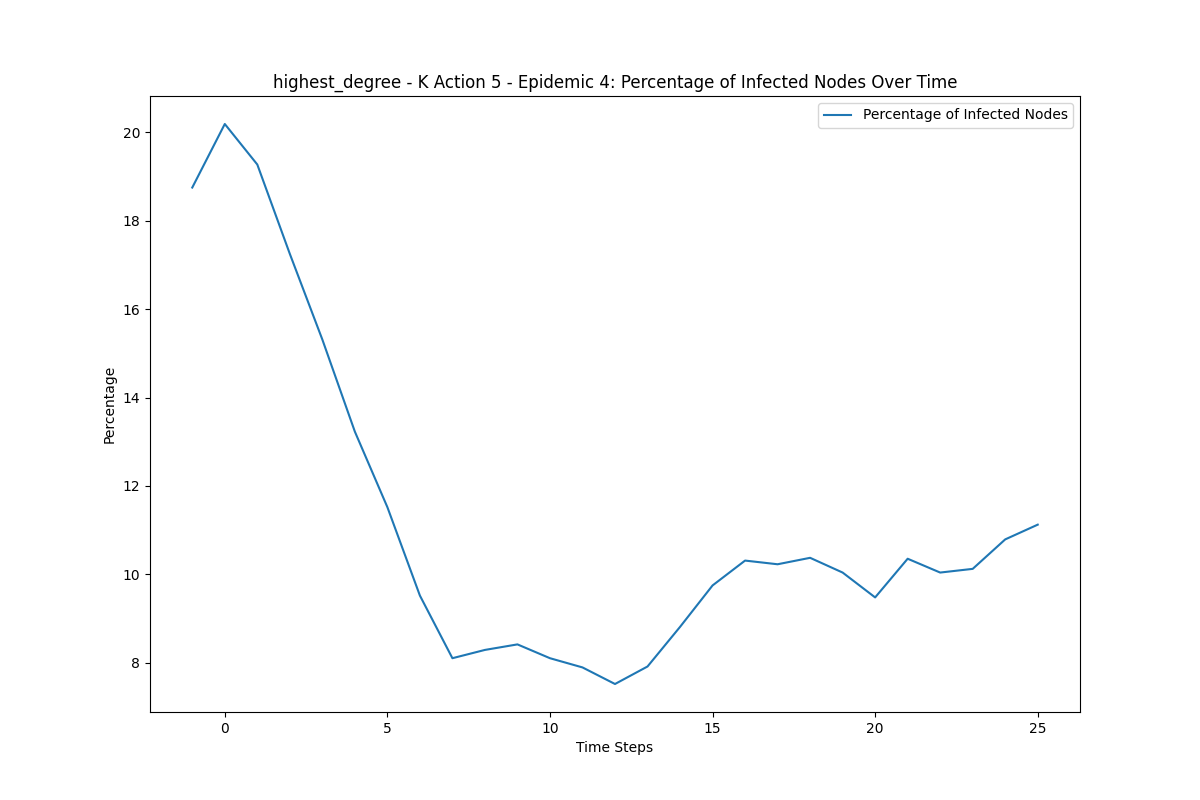 highest_degree - K Action 5 - Epidemic 4: Percentage of Infected Nodes Over Time
Percentage of Infected Nodes
20
18
16
14
12
10
8
Percentage
0 5 10 15 20 25
Time Steps